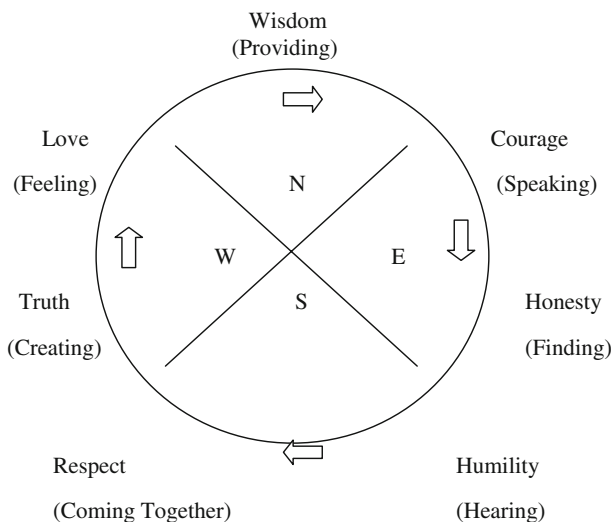 Wisdom
(Providing)
Love
(Feeling)
Courage
(Speaking)
N
W
E
S
Truth
(Creating)
Honesty
(Finding)
Respect
(Coming Together)
Humility
(Hearing)